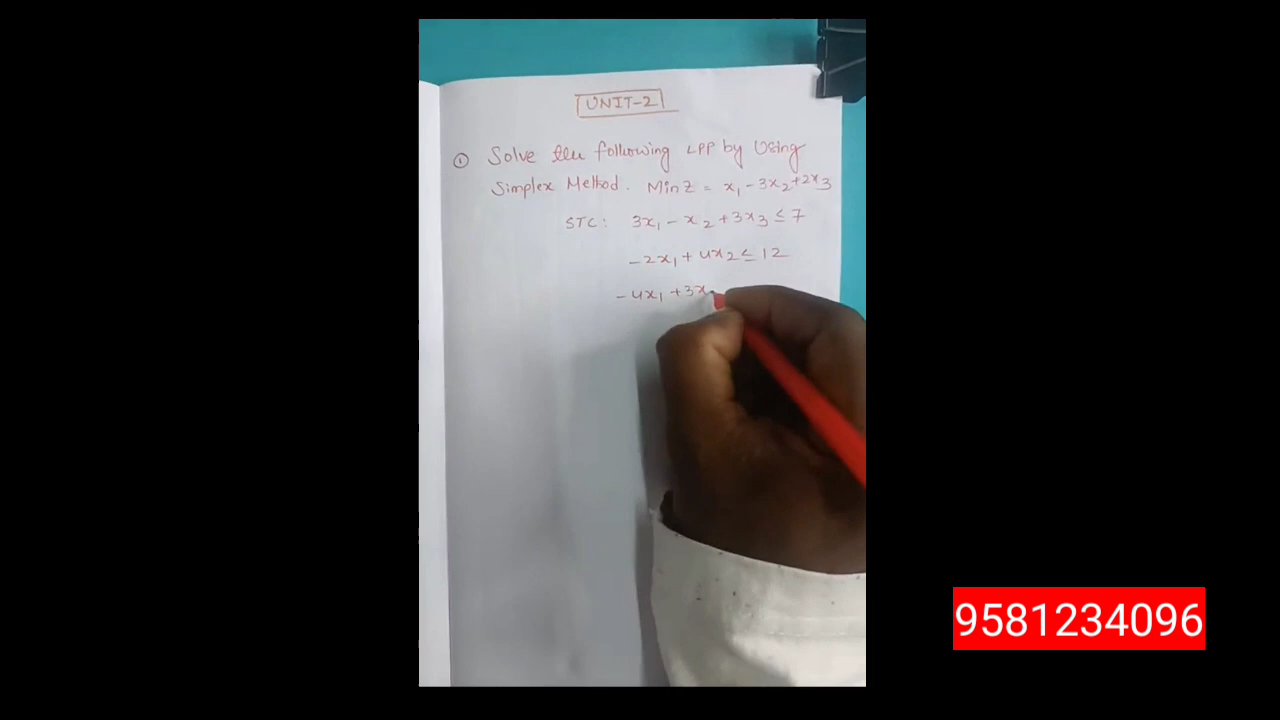 UNIT-2
① Solve the following LPP by Using
Simplex Method. Min Z = x₁ - 3x₂ + 2x₃
STC: 3x₁ - x₂ + 3x₃ ≤ 7
-2x₁ + 4x₂ ≤ 12
-4x₁ + 3x
9581234096